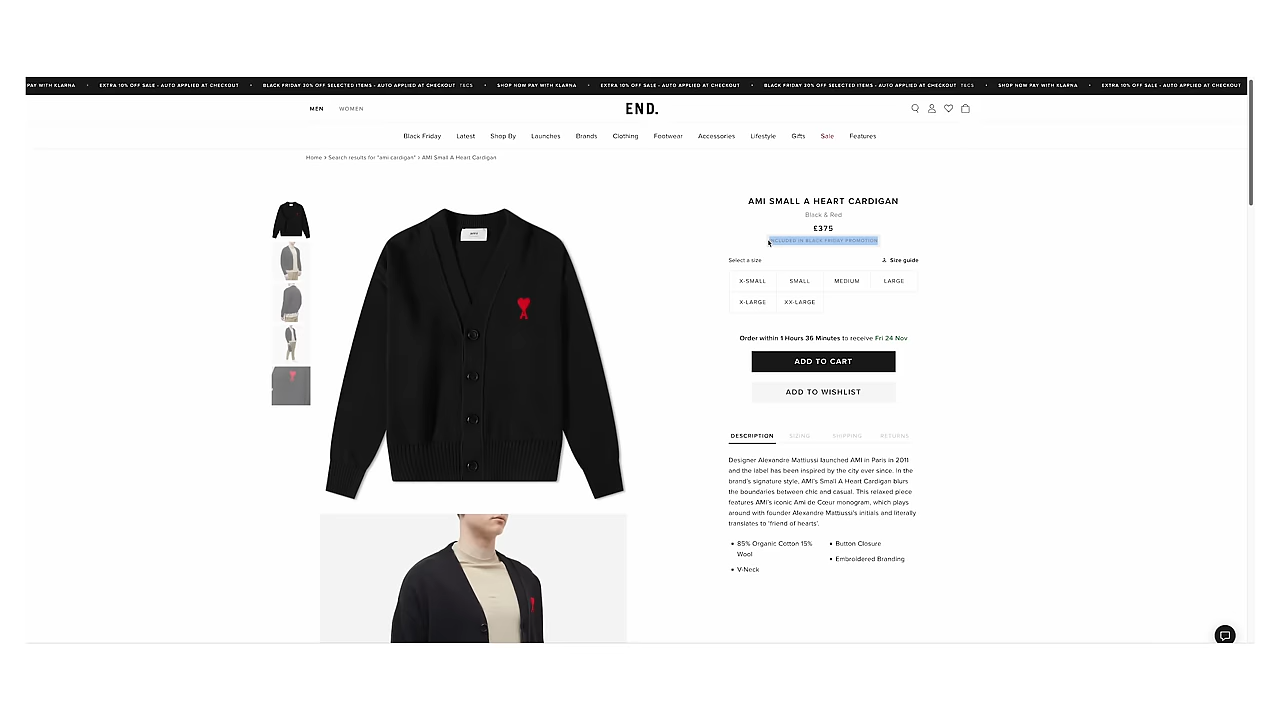 PAY WITH KLARNA • EXTRA 10% OFF SALE - AUTO APPLIED AT CHECKOUT • BLACK FRIDAY 30% OFF SELECTED ITEMS - AUTO APPLIED AT CHECKOUT T&CS • SHOP NOW PAY WITH KLARNA • EXTRA 10% OFF SALE - AUTO APPLIED AT CHECKOUT • BLACK FRIDAY 30% OFF SELECTED ITEMS - AUTO APPLIED AT CHECKOUT T&CS • SHOP NOW PAY WITH KLARNA • EXTRA 10% OFF SALE - AUTO APPLIED AT CHECKOUT
MEN WOMEN END.
Black Friday Latest Shop By Launches Brands Clothing Footwear Accessories Lifestyle Gifts Sale Features
Home > Search results for "ami cardigan" > AMI Small A Heart Cardigan
AMI SMALL A HEART CARDIGAN
Black & Red
£375
INCLUDED IN BLACK FRIDAY PROMOTION
Select a size Size guide
X-SMALL SMALL MEDIUM LARGE
X-LARGE XX-LARGE
Order within 1 Hours 36 Minutes to receive Fri 24 Nov
ADD TO CART
ADD TO WISHLIST
DESCRIPTION SIZING SHIPPING RETURNS
Designer Alexandre Mattiussi launched AMI in Paris in 2011
and the label has been inspired by the city ever since. In the
brand's signature style, AMI's Small A Heart Cardigan blurs
the boundaries between chic and casual. This relaxed piece
features AMI's iconic Ami de Cœur monogram, which plays
around with founder Alexandre Mattiussi's initials and literally
translates to 'friend of hearts'.
• 85% Organic Cotton 15%
Wool
• V-Neck
• Button Closure
• Embroidered Branding